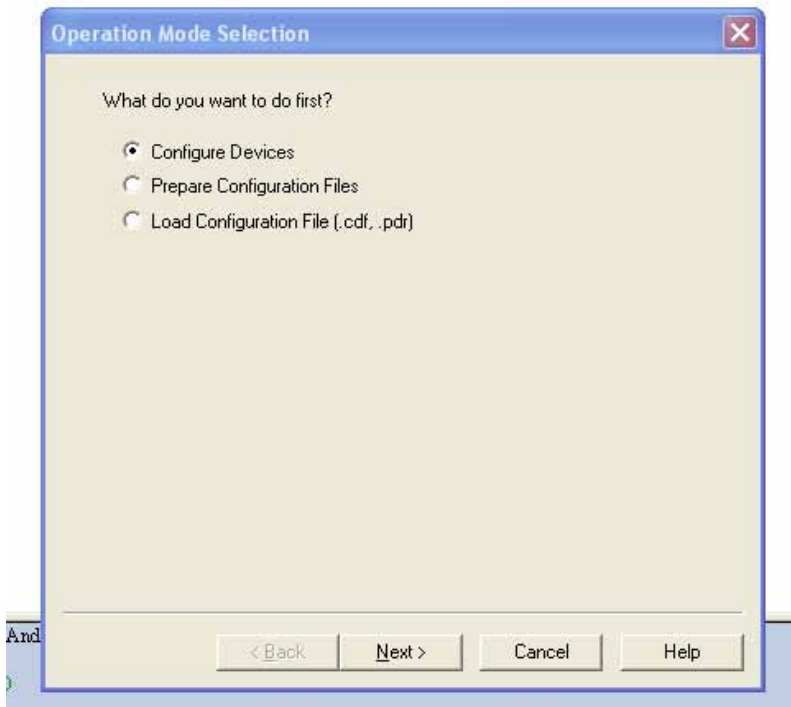 Operation Mode Selection
What do you want to do first?
Configure Devices
Prepare Configuration Files
Load Configuration File (.cdf, .pdr)
And
< Back Next > Cancel Help